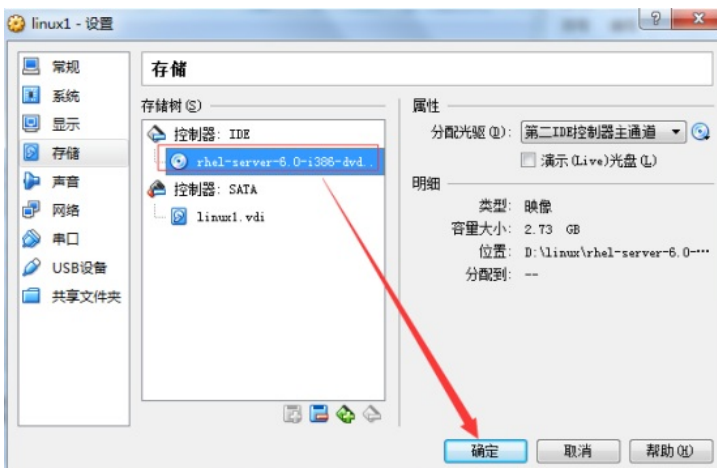 linux1 - 设置
常规
系统
显示
存储
声音
网络
串口
USB设备
共享文件夹
存储
存储树(S)
控制器: IDE
rhel-server-6.0-i386-dvd...
控制器: SATA
linux1.vdi
属性
分配光驱(D): 第二IDE控制器主通道
演示(Live)光盘(L)
明细
类型: 映像
容量大小: 2.73 GB
位置: D:\linux\rhel-server-6.0-···
分配到: --
确定 取消 帮助(H)